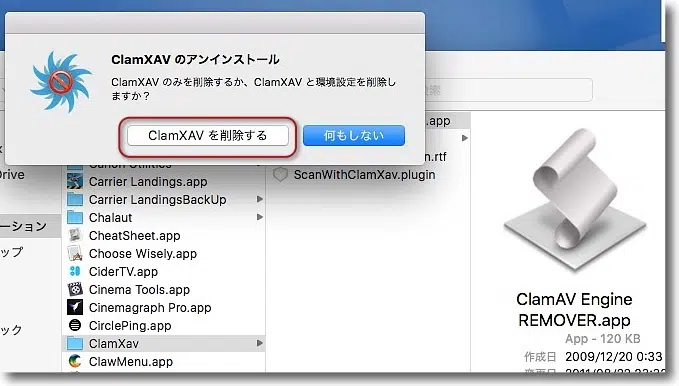 ClamXAV のアンインストール
ClamXAV のみを削除するか、ClamXAV と環境設定を削除し
ますか？
ClamXAV を削除する
何もしない
検索
.app
n.rtf
ScanWithClamXav.plugin
Drive
ーション
ップ
ック
Canon Utilities
Carrier Landings.app
Carrier LandingsBackUp
Chalaut
CheatSheet.app
Choose Wisely.app
CiderTV.app
Cinema Tools.app
Cinemagraph Pro.app
CirclePing.app
ClamXav
ClawMenu.app
ClamAV Engine
REMOVER.app
App - 120 KB
作成日 2009/12/20 0:33